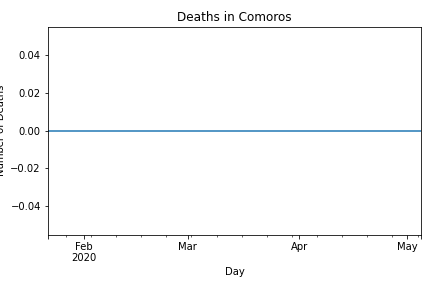 Deaths in Comoros
Number of Deaths
0.04
0.02
0.00
−0.02
−0.04
Feb
2020
Mar
Apr
May
Day